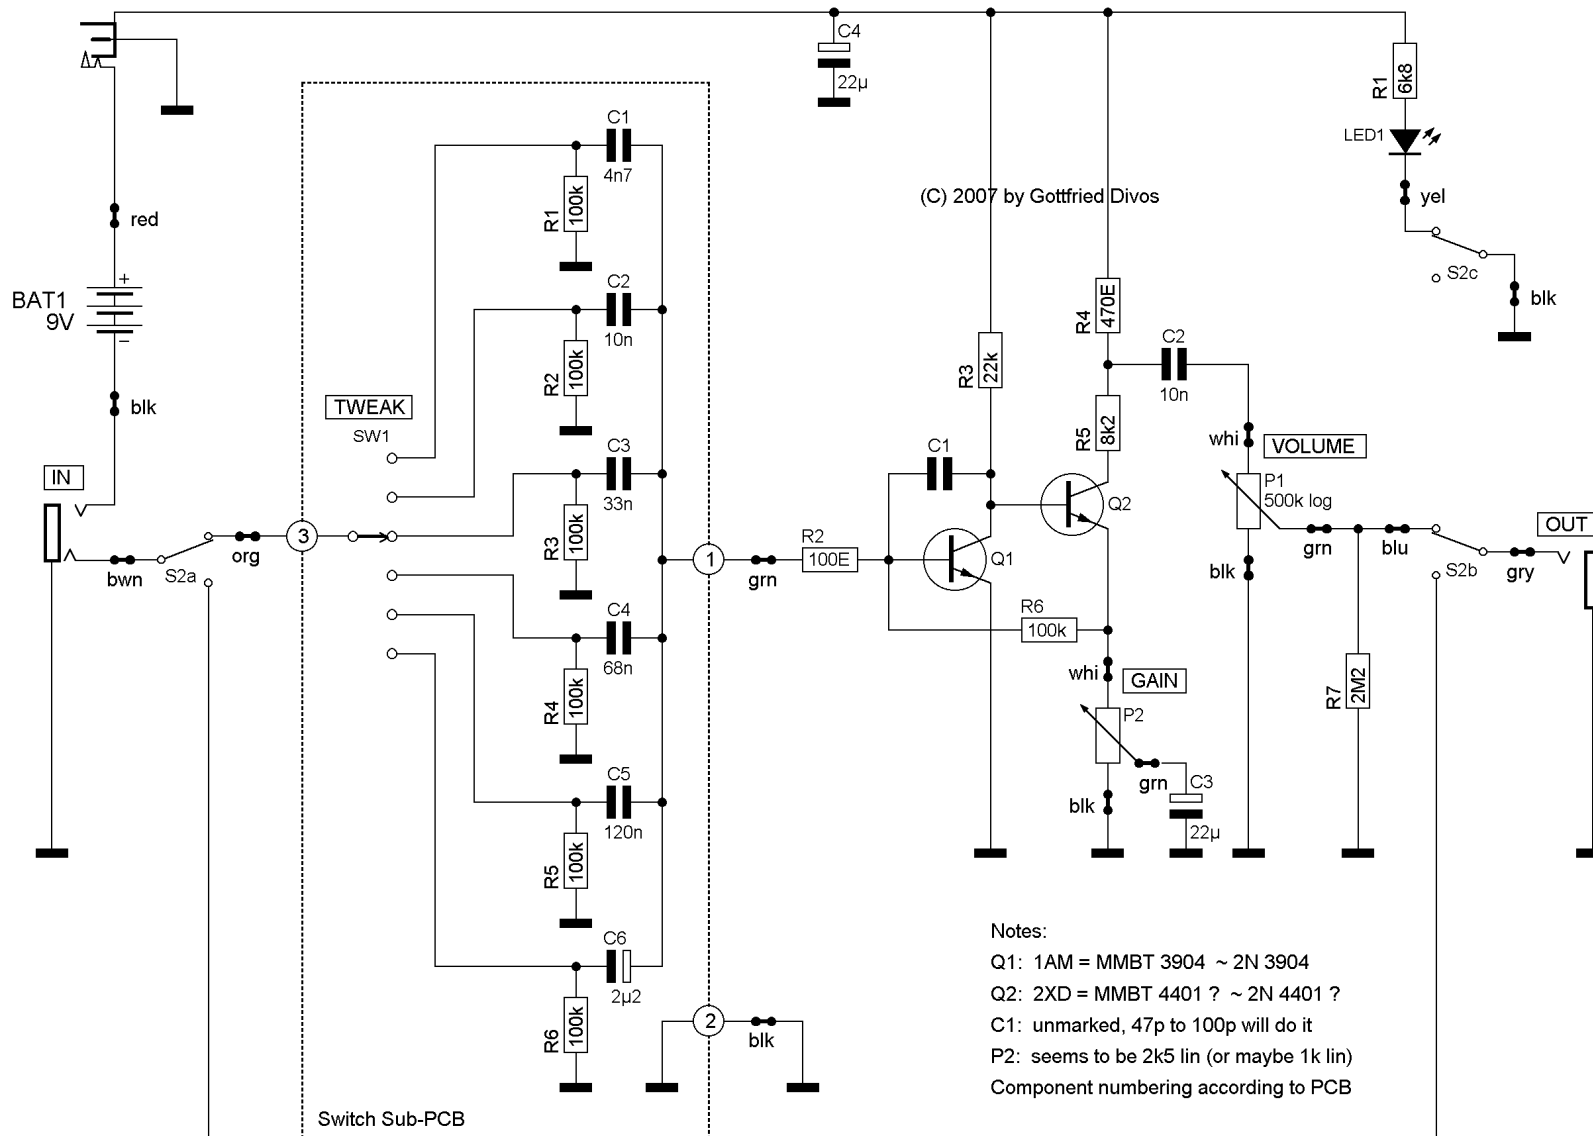 C4
22µ
R1
6k8
LED1
yel
S2c
blk
(C) 2007 by Gottfried Divos
red
BAT1
9V
+
−
blk
IN
bwn
S2a
org
3
TWEAK
SW1
C1
4n7
R1
100k
C2
10n
R2
100k
C3
33n
R3
100k
C4
68n
R4
100k
C5
120n
R5
100k
C6
2µ2
R6
100k
1
grn
2
blk
Switch Sub-PCB
R2
100E
C1
Q1
R3
22k
R4
470E
R5
8k2
Q2
C2
10n
R6
100k
whi
GAIN
P2
grn
blk
C3
22µ
whi
VOLUME
P1
500k log
grn
blk
blu
R7
2M2
S2b
gry
OUT
Notes:
Q1: 1AM = MMBT 3904 ~ 2N 3904
Q2: 2XD = MMBT 4401 ? ~ 2N 4401 ?
C1: unmarked, 47p to 100p will do it
P2: seems to be 2k5 lin (or maybe 1k lin)
Component numbering according to PCB